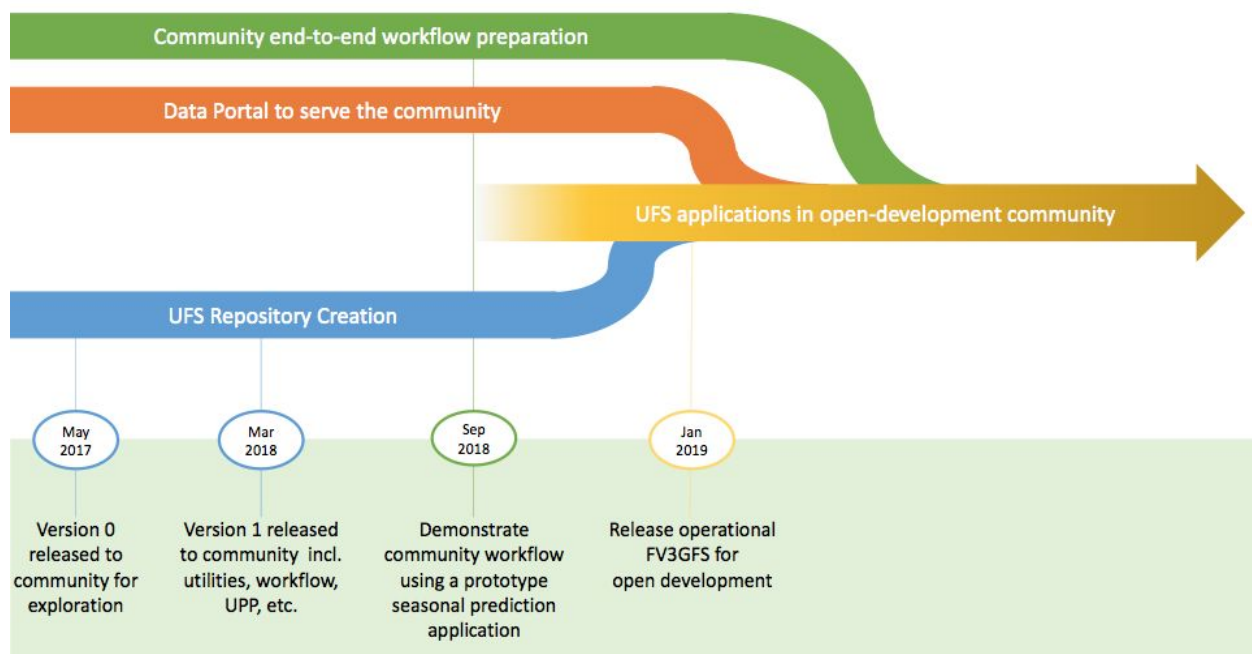 Community end-to-end workflow preparation
Data Portal to serve the community
UFS applications in open-development community
UFS Repository Creation
May
2017
Mar
2018
Sep
2018
Jan
2019
Version 0
released to
community for
exploration
Version 1 released
to community incl.
utilities, workflow,
UPP, etc.
Demonstrate
community workflow
using a prototype
seasonal prediction
application
Release operational
FV3GFS for
open development